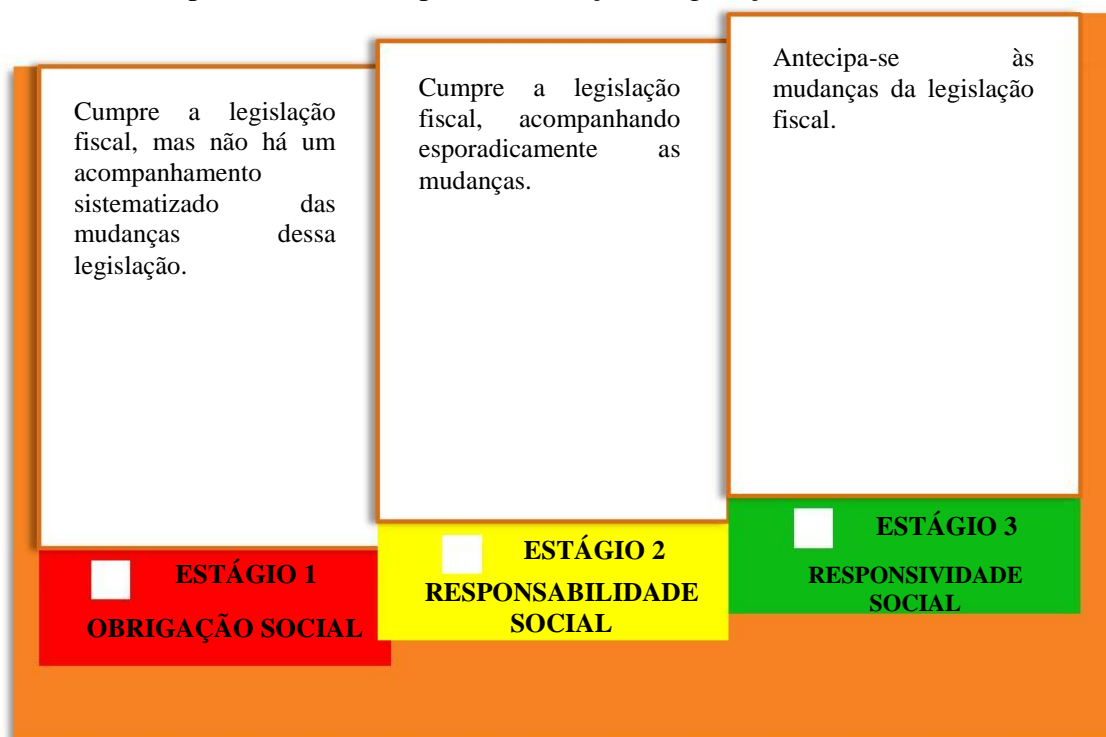 Cumpre a legislação
fiscal, mas não há um
acompanhamento
sistematizado das
mudanças dessa
legislação.
ESTÁGIO 1
OBRIGAÇÃO SOCIAL
Cumpre a legislação
fiscal, acompanhando
esporadicamente as
mudanças.
ESTÁGIO 2
RESPONSABILIDADE
SOCIAL
Antecipa-se às
mudanças da legislação
fiscal.
ESTÁGIO 3
RESPONSIVIDADE
SOCIAL